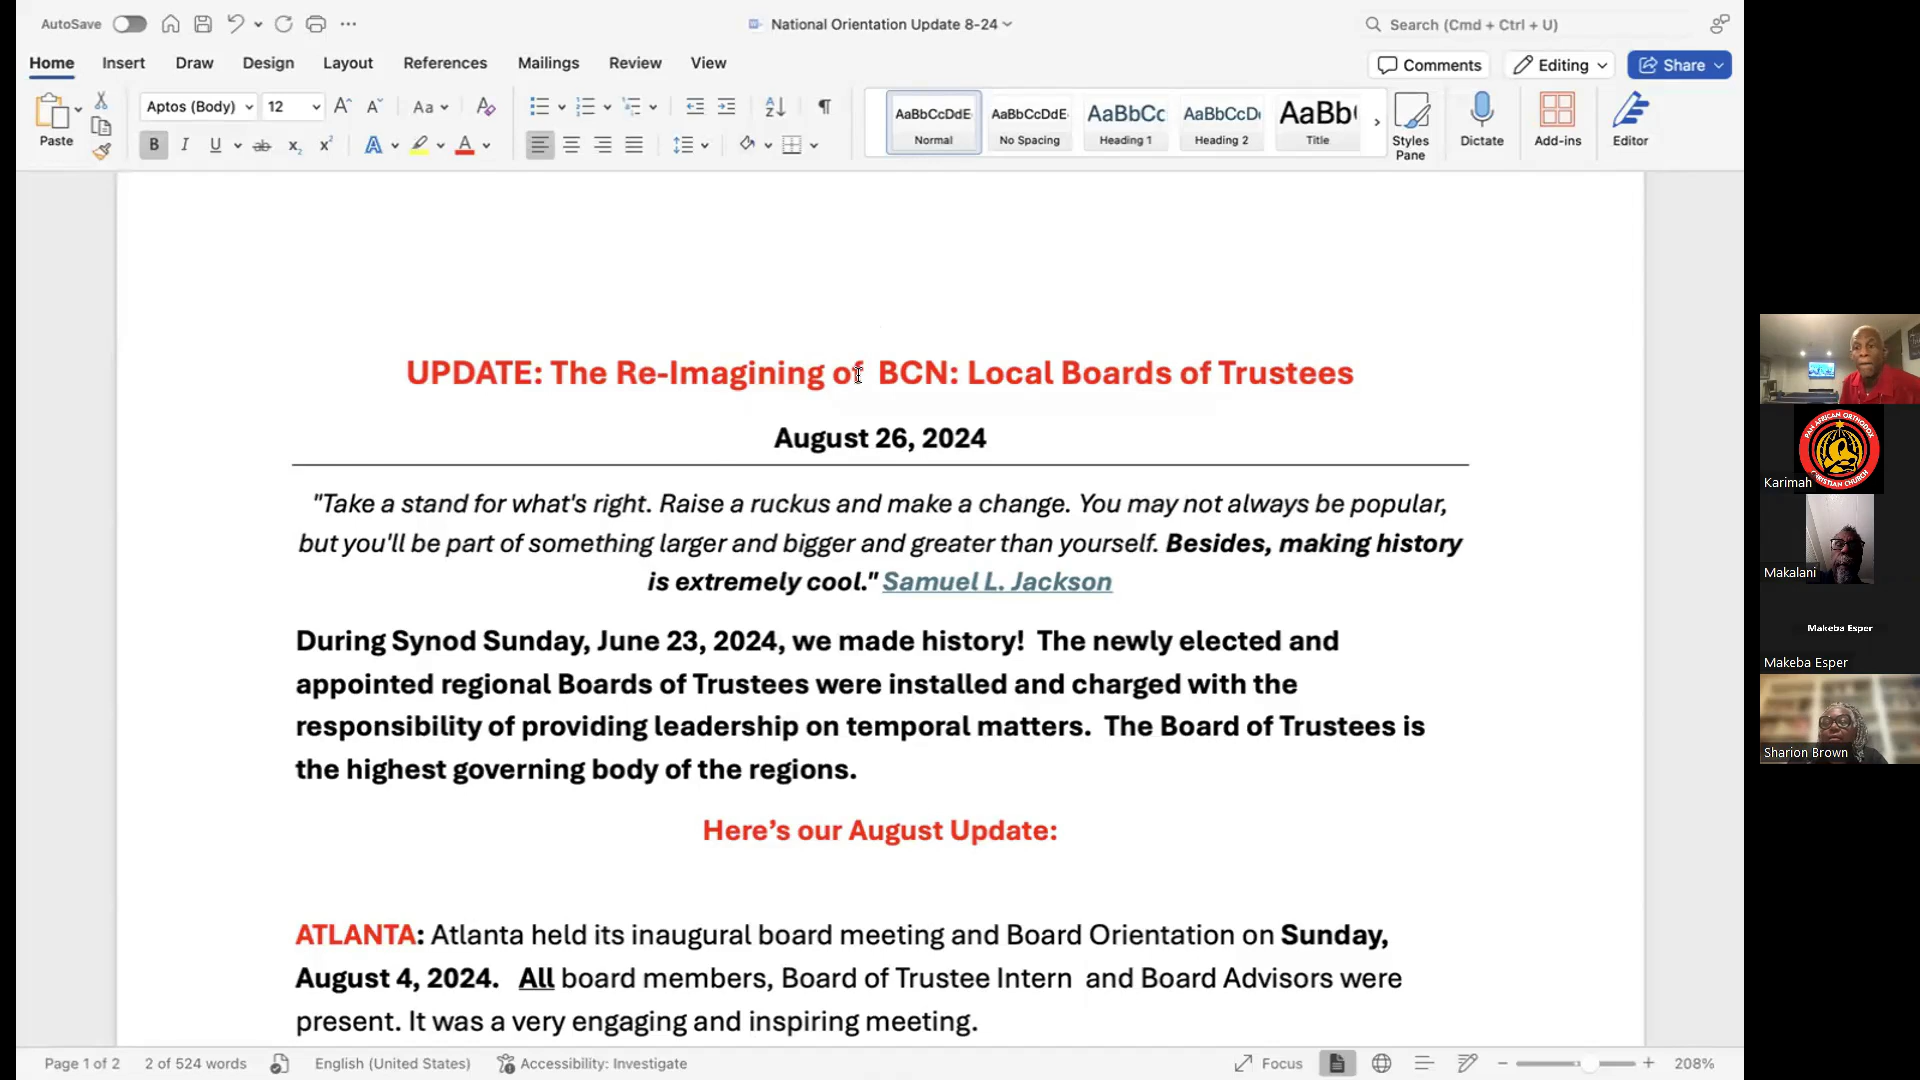 AutoSave
National Orientation Update 8-24
Search (Cmd + Ctrl + U)
Home Insert Draw Design Layout References Mailings Review View
Comments Editing Share
Paste
Aptos (Body) 12
Aa
B I U ab
AaBbCcDdE AaBbCcDdE AaBbCc AaBbCcD AaBb
Normal No Spacing Heading 1 Heading 2 Title
Styles Pane Dictate Add-ins Editor
UPDATE: The Re-Imagining of BCN: Local Boards of Trustees
August 26, 2024
"Take a stand for what's right. Raise a ruckus and make a change. You may not always be popular,
but you'll be part of something larger and bigger and greater than yourself. Besides, making history
is extremely cool." Samuel L. Jackson
During Synod Sunday, June 23, 2024, we made history! The newly elected and
appointed regional Boards of Trustees were installed and charged with the
responsibility of providing leadership on temporal matters. The Board of Trustees is
the highest governing body of the regions.
Here’s our August Update:
ATLANTA: Atlanta held its inaugural board meeting and Board Orientation on Sunday,
August 4, 2024. All board members, Board of Trustee Intern and Board Advisors were
present. It was a very engaging and inspiring meeting.
Page 1 of 2 2 of 524 words English (United States) Accessibility: Investigate Focus 208%
PAN AFRICAN ORTHODOX
CHRISTIAN CHURCH
Karimah
Makalani
Makeba Esper
Makeba Esper
Sharion Brown